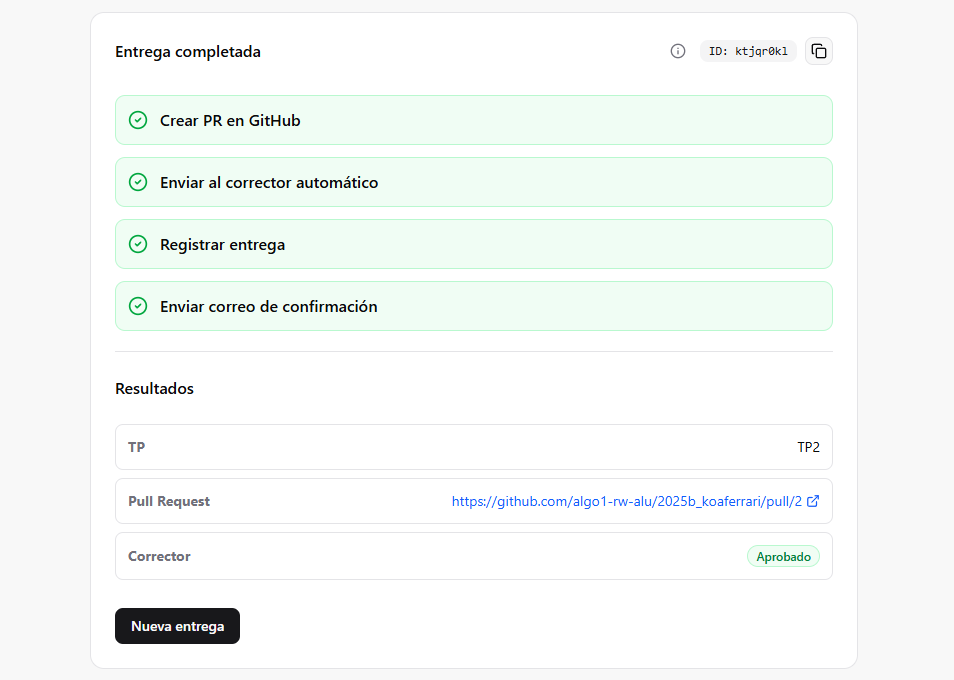 Entrega completada
ID: ktjqr0kl
Crear PR en GitHub
Enviar al corrector automático
Registrar entrega
Enviar correo de confirmación
Resultados
TP TP2
Pull Request https://github.com/algo1-rw-alu/2025b_koaferrari/pull/2
Corrector Aprobado
Nueva entrega